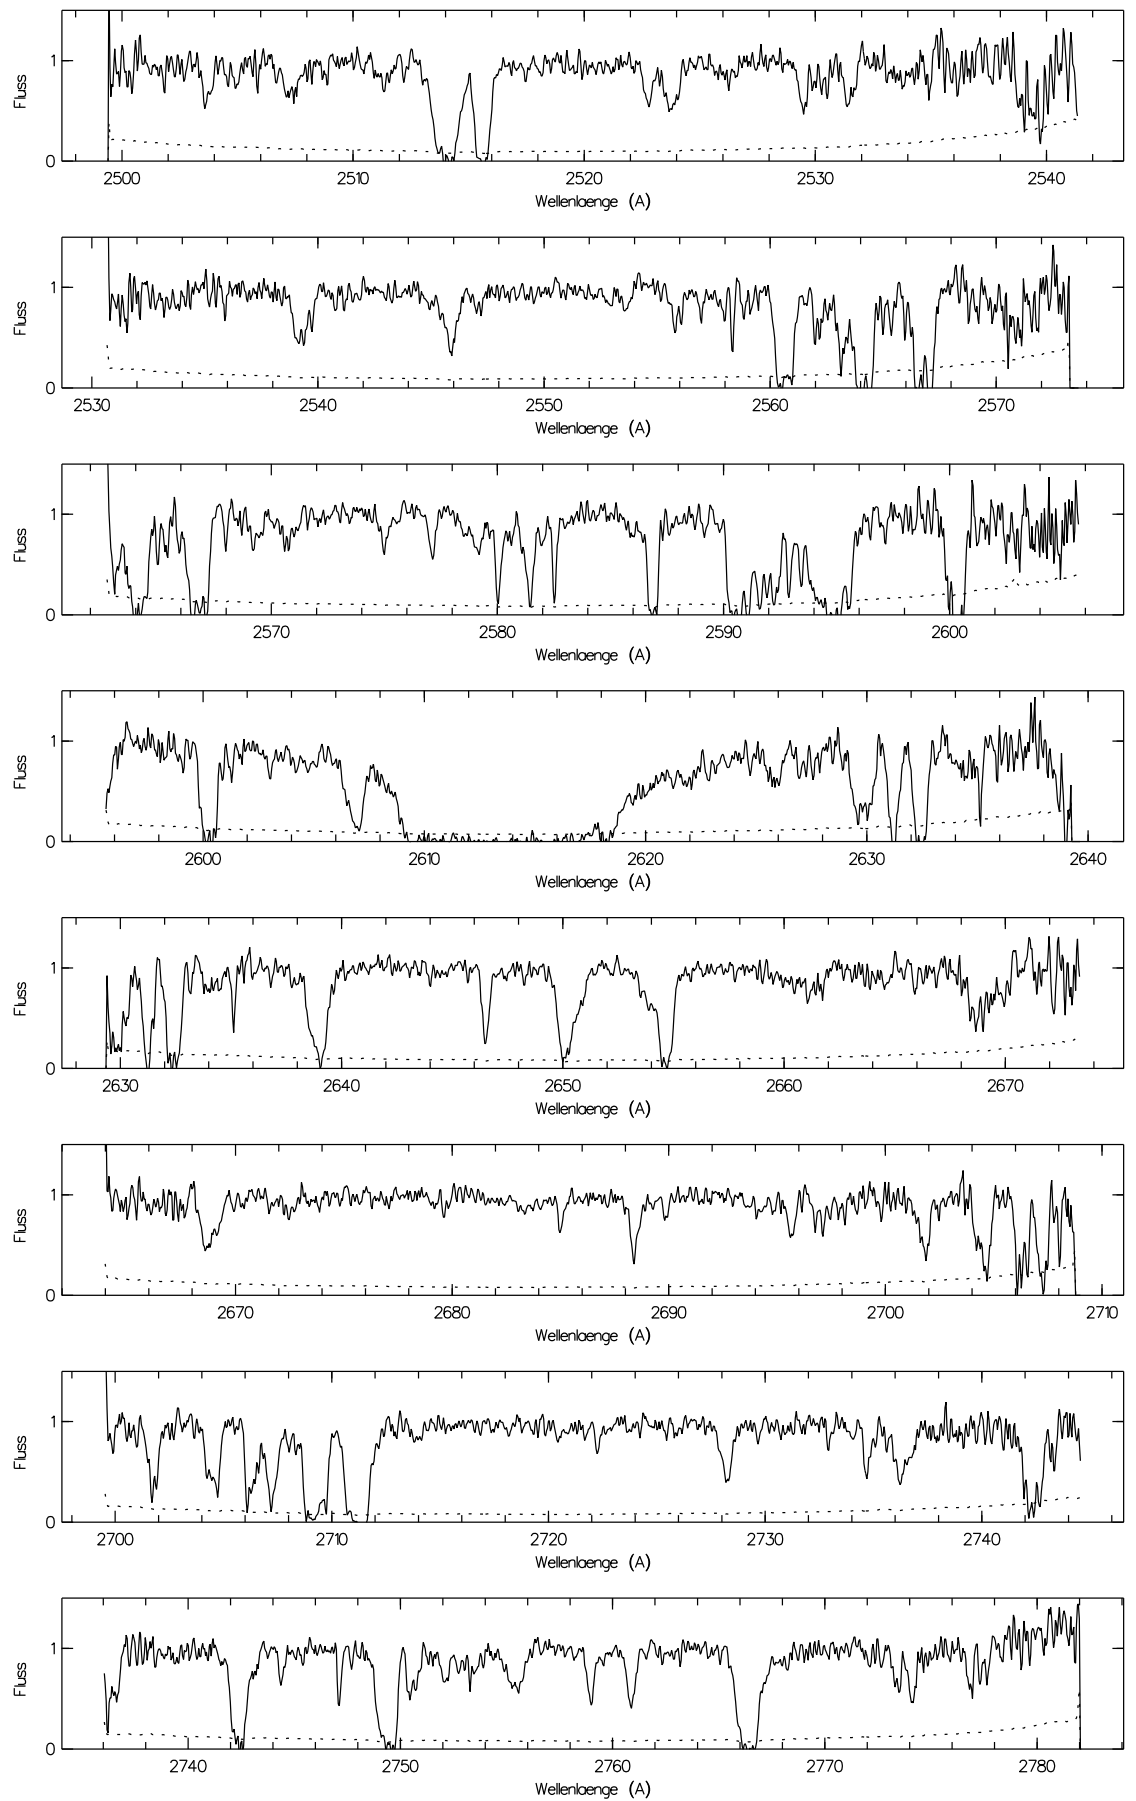 Fluss
1
0
2500 2510 2520 2530 2540
Wellenlaenge (A)
Fluss
1
0
2530 2540 2550 2560 2570
Wellenlaenge (A)
Fluss
1
0
2570 2580 2590 2600
Wellenlaenge (A)
Fluss
1
0
2600 2610 2620 2630 2640
Wellenlaenge (A)
Fluss
1
0
2630 2640 2650 2660 2670
Wellenlaenge (A)
Fluss
1
0
2670 2680 2690 2700 2710
Wellenlaenge (A)
Fluss
1
0
2700 2710 2720 2730 2740
Wellenlaenge (A)
Fluss
1
0
2740 2750 2760 2770 2780
Wellenlaenge (A)